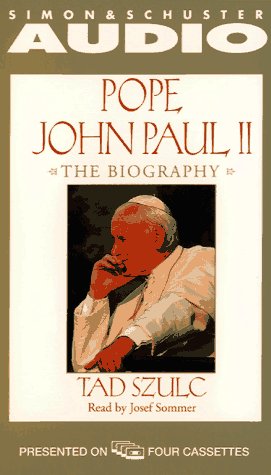 SIMON & SCHUSTER
AUDIO
POPE
JOHN PAUL II
THE BIOGRAPHY
TAD SZULC
Read by Josef Sommer
PRESENTED ON FOUR CASSETTES